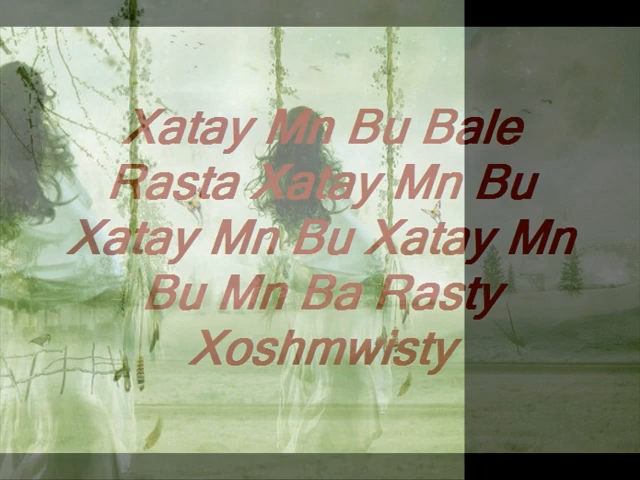 Xatay Mn Bu Bale
Rasta Xatay Mn Bu
Xatay Mn Bu Xatay Mn
Bu Mn Ba Rasty
Xoshmwisty